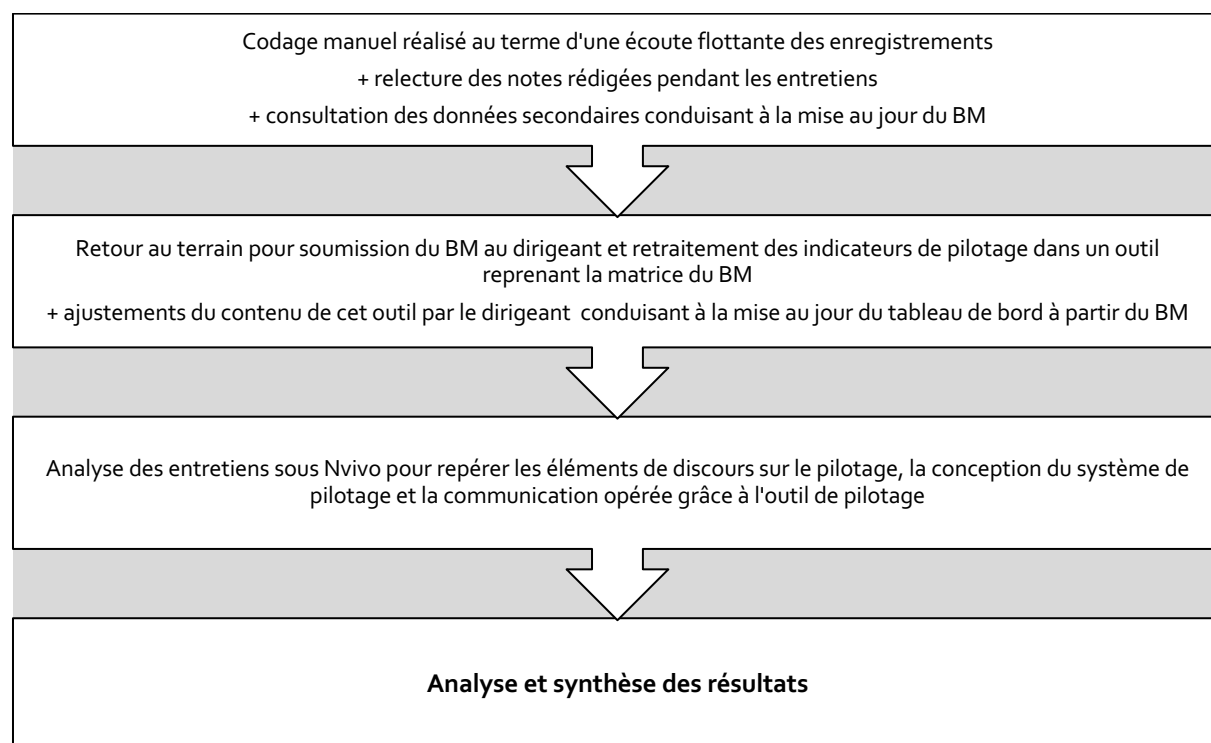 Codage manuel réalisé au terme d'une écoute flottante des enregistrements
+ relecture des notes rédigées pendant les entretiens
+ consultation des données secondaires conduisant à la mise au jour du BM
Retour au terrain pour soumission du BM au dirigeant et retraitement des indicateurs de pilotage dans un outil
reprenant la matrice du BM
+ ajustements du contenu de cet outil par le dirigeant conduisant à la mise au jour du tableau de bord à partir du BM
Analyse des entretiens sous Nvivo pour repérer les éléments de discours sur le pilotage, la conception du système de
pilotage et la communication opérée grâce à l'outil de pilotage
Analyse et synthèse des résultats